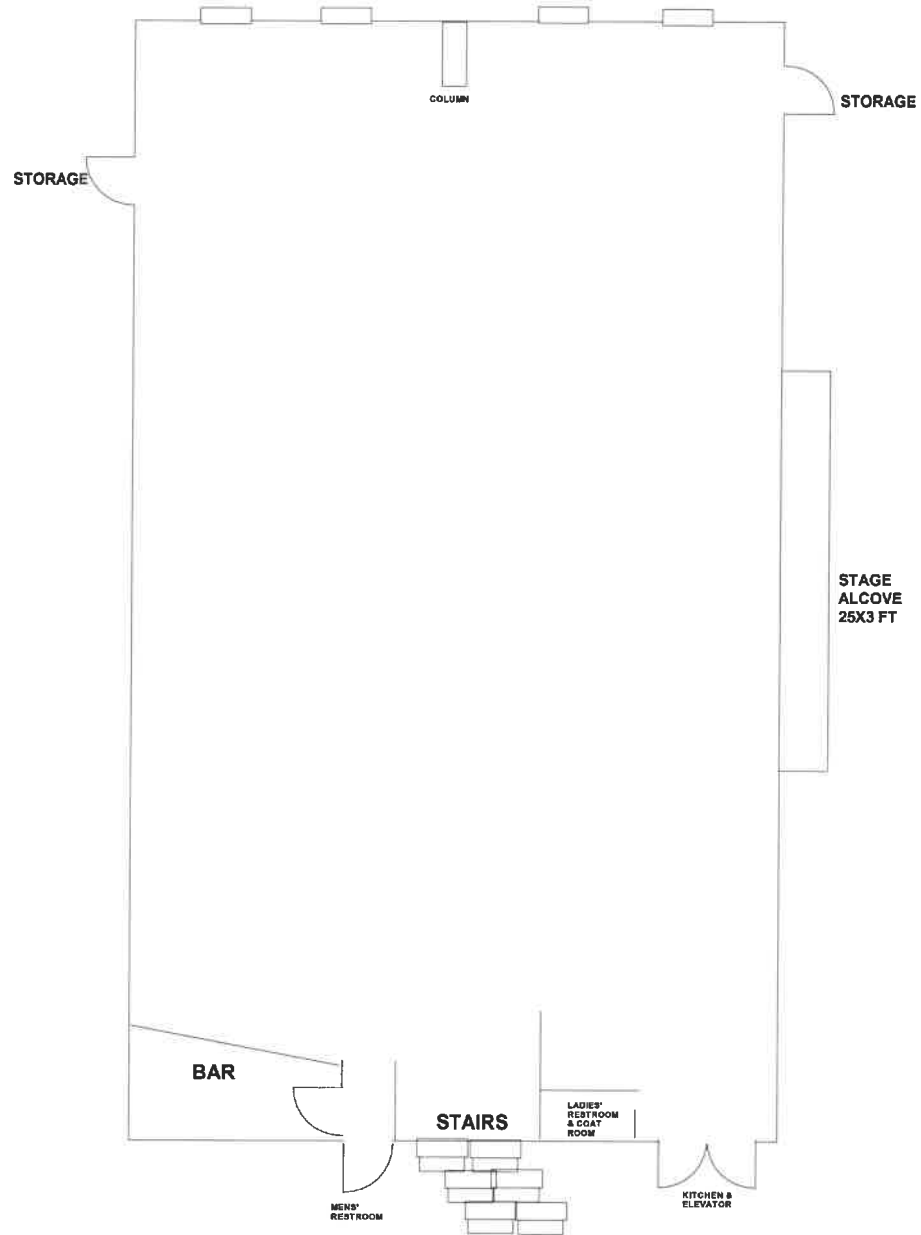 COLUMN
STORAGE
STORAGE
STAGE
ALCOVE
25X3 FT
BAR
STAIRS
LADIES'
RESTROOM
& COAT
ROOM
MENS'
RESTROOM
KITCHEN &
ELEVATOR